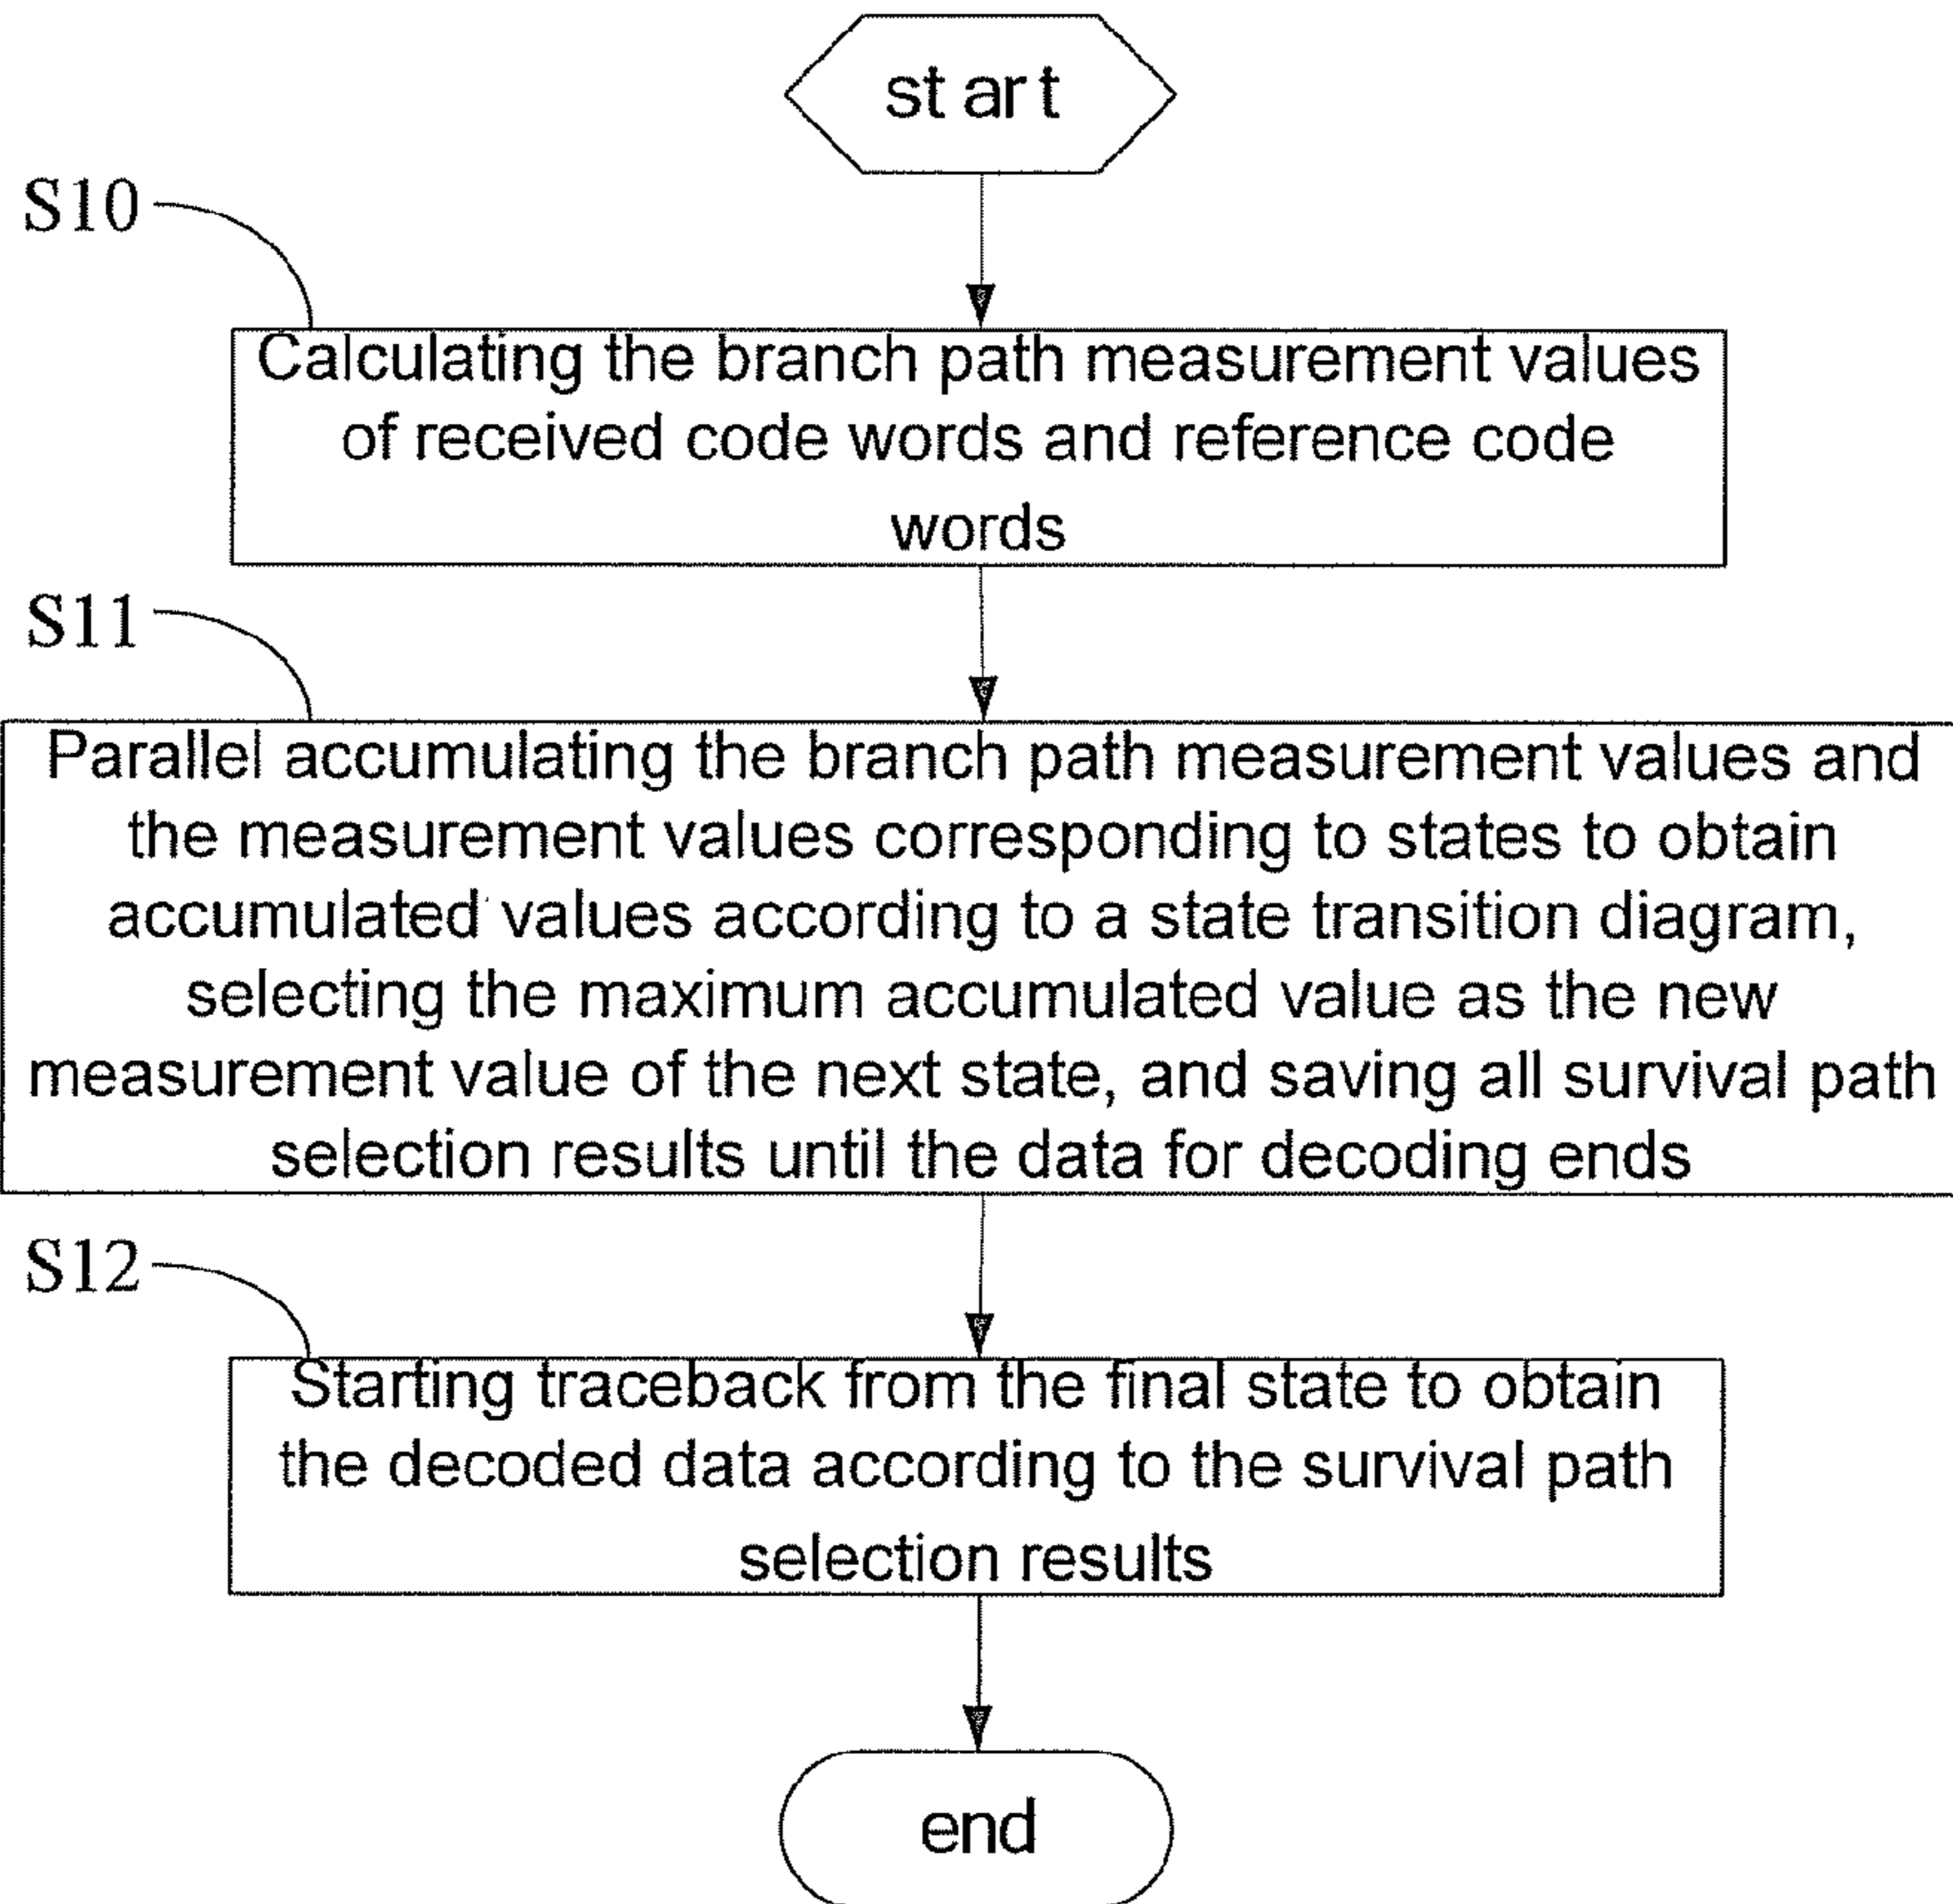 start
S10
Calculating the branch path measurement values
of received code words and reference code
words
S11
Parallel accumulating the branch path measurement values and
the measurement values corresponding to states to obtain
accumulated values according to a state transition diagram,
selecting the maximum accumulated value as the new
measurement value of the next state, and saving all survival path
selection results until the data for decoding ends
S12
Starting traceback from the final state to obtain
the decoded data according to the survival path
selection results
end